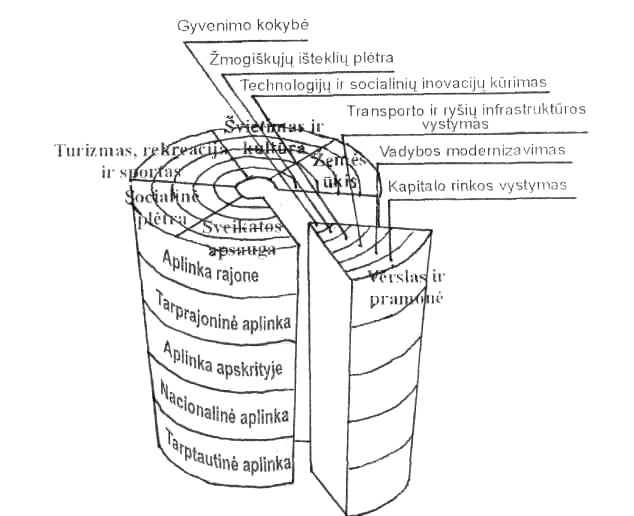 Gyvenimo kokybė
Žmogiškųjų išteklių plėtra
Technologijų ir socialinių inovacijų kūrimas
Transporto ir ryšių infrastruktūros
vystymas
Vadybos modernizavimas
Kapitalo rinkos vystymas
Švietimas ir
kultūra
Turizmas, rekreacija
ir sportas
Žemės
ūkis
Socialinė
plėtra
Sveikatos
apsauga
Verslas ir
pramonė
Aplinka rajone
Tarprajoninė aplinka
Aplinka apskrityje
Nacionalinė aplinka
Tarptautinė aplinka